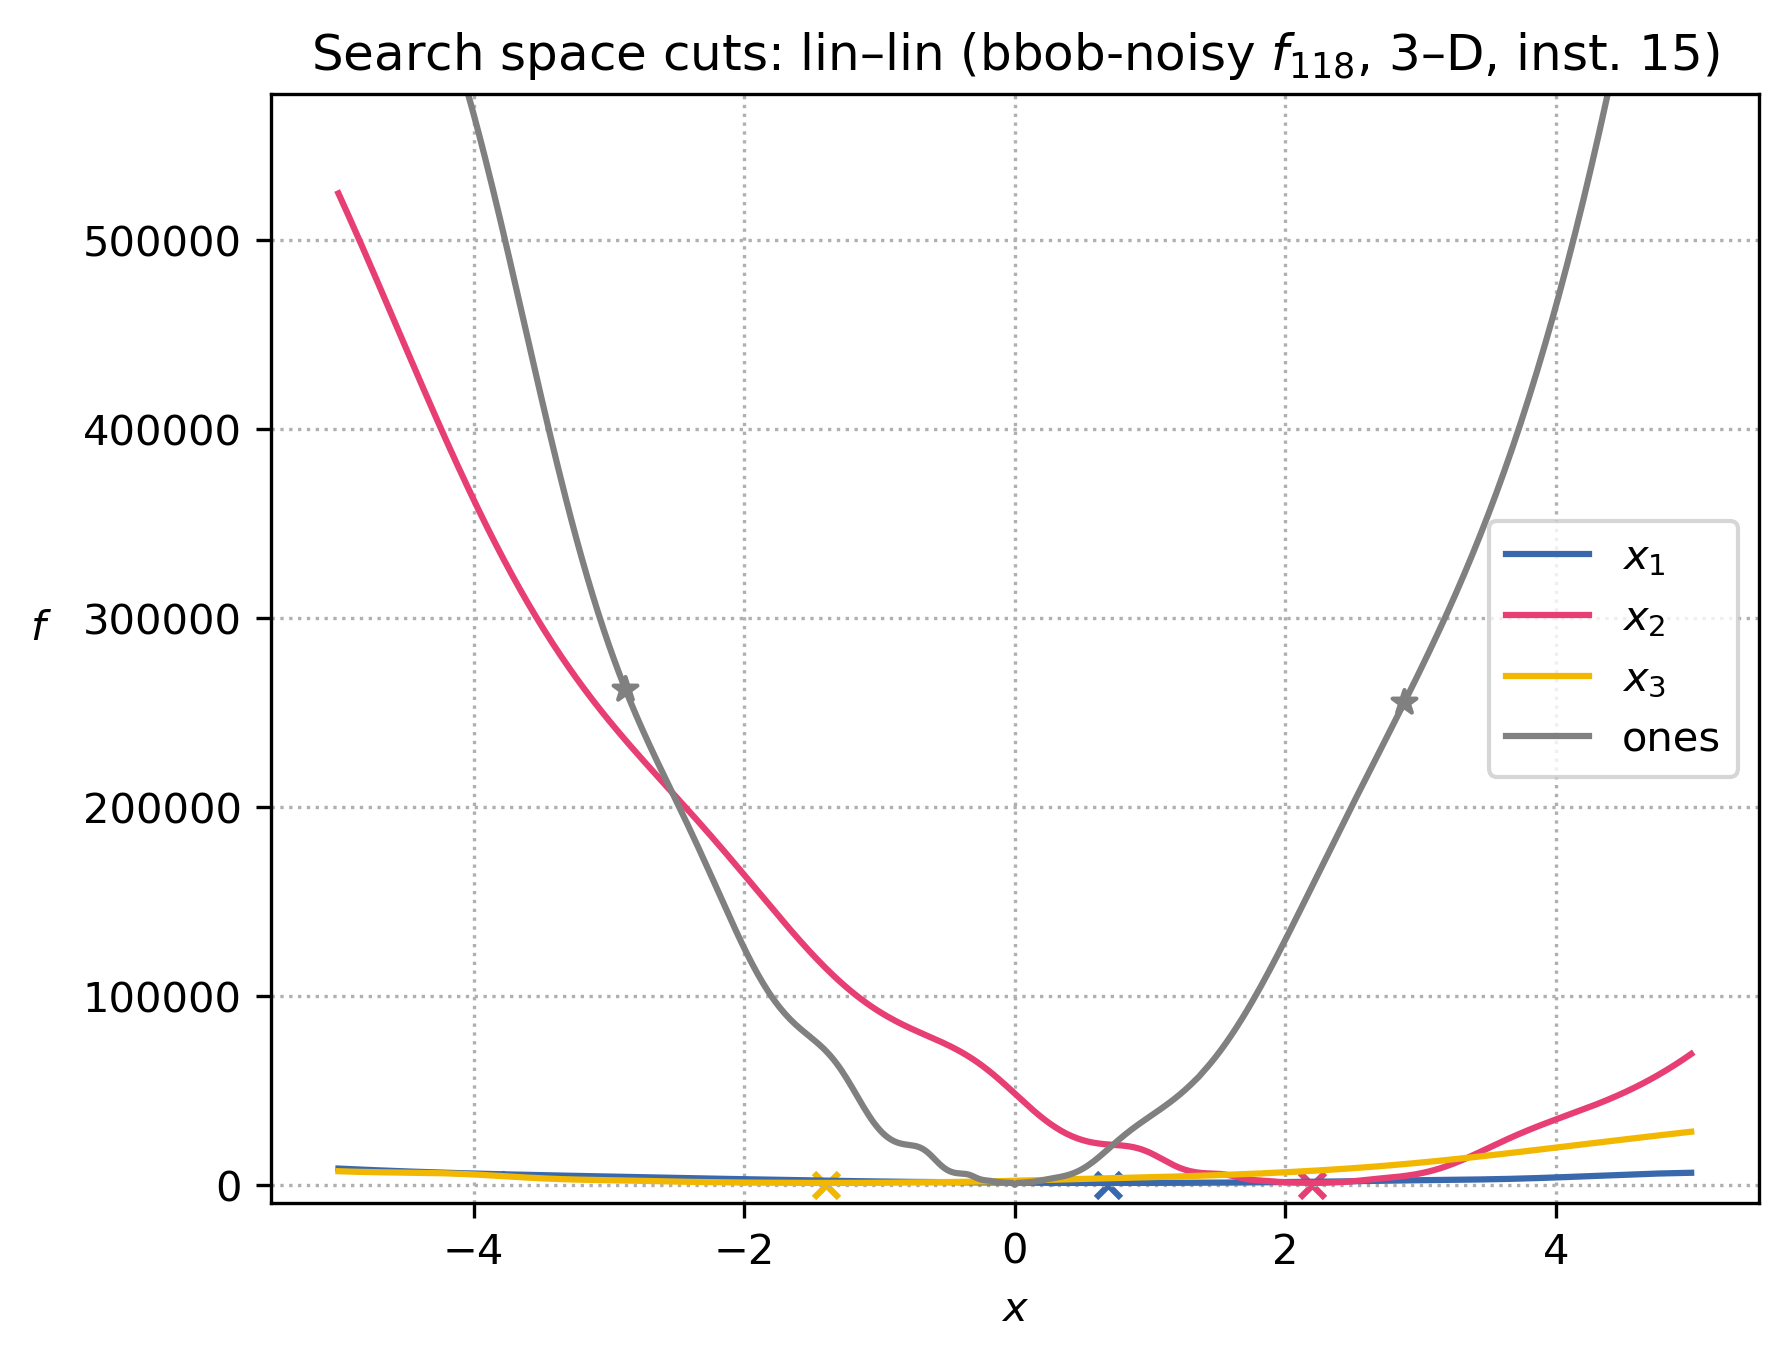 Search space cuts: lin–lin (bbob-noisy f₁₁₈, 3–D, inst. 15)
500000
400000
300000
200000
100000
0
f
x₁
x₂
x₃
ones
−4 −2 0 2 4
x